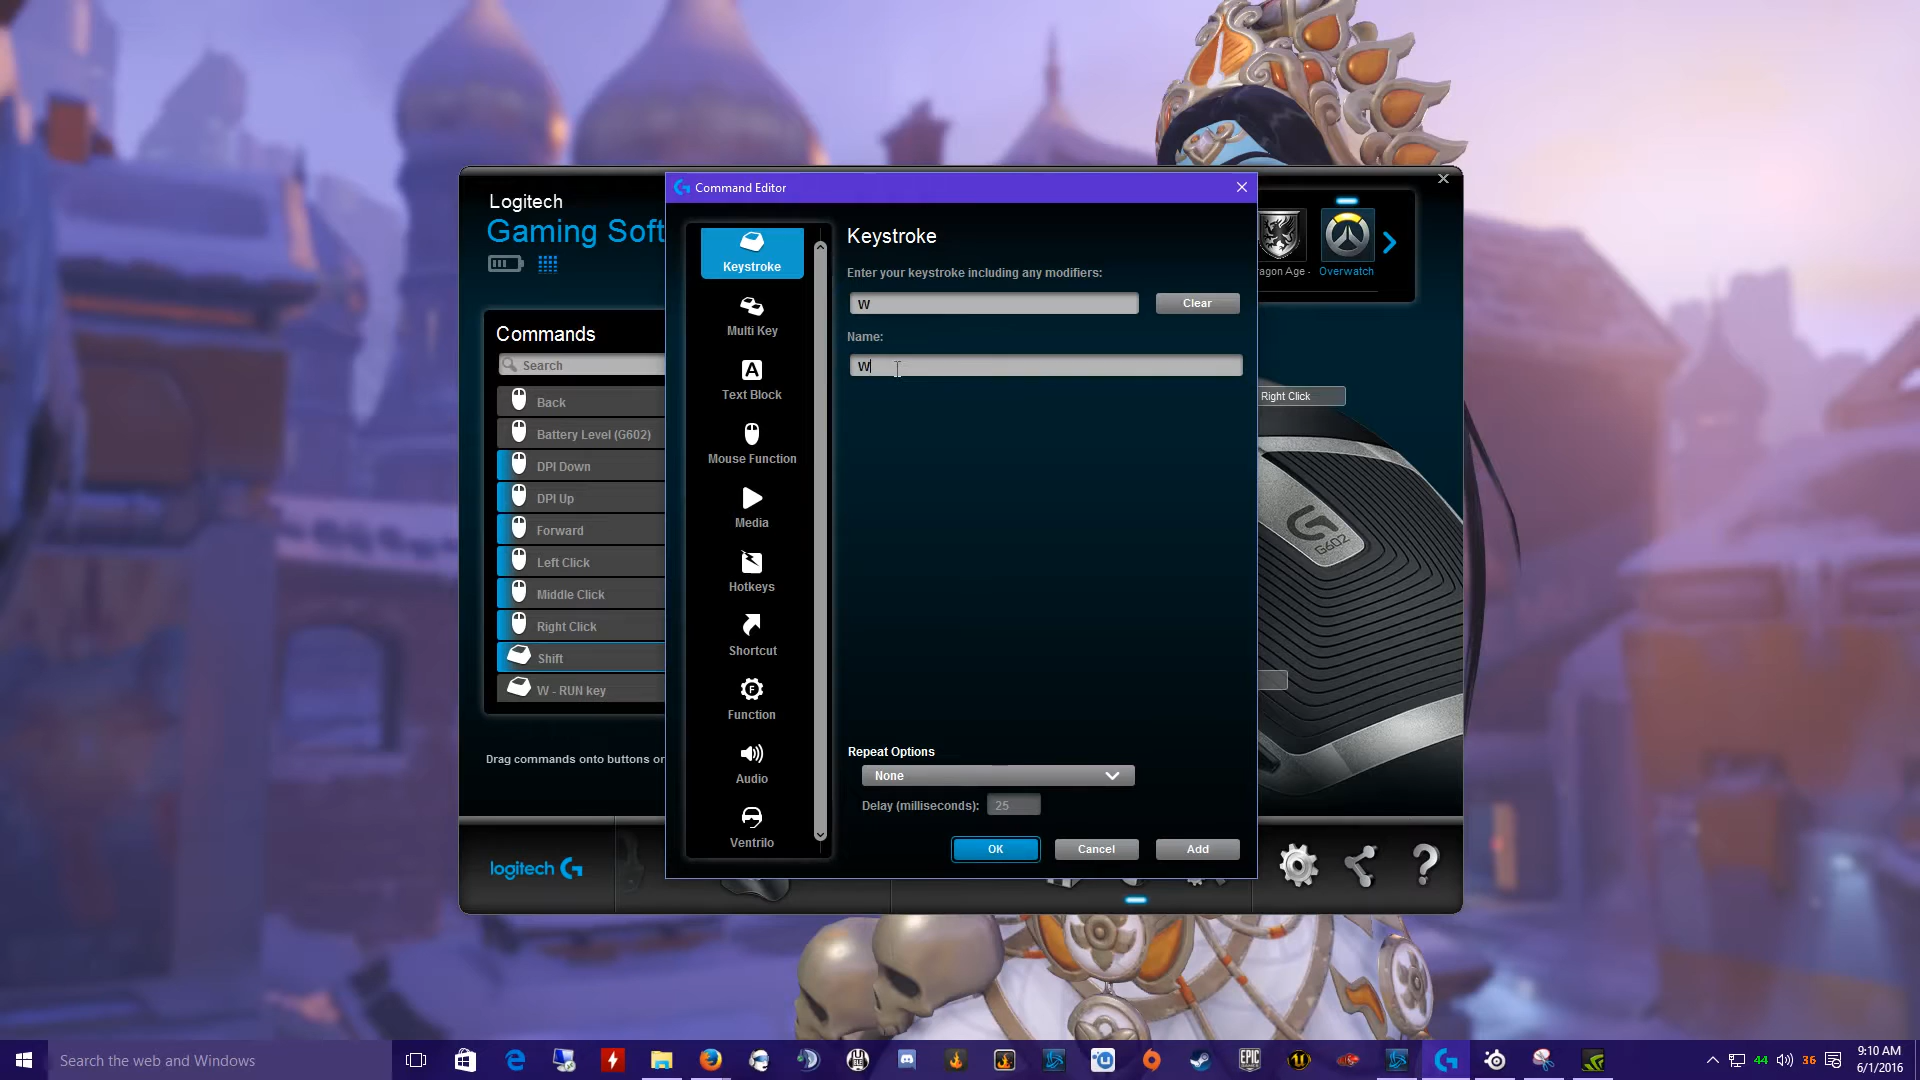 Logitech
Gaming Soft
Commands
Search
Back
Battery Level (G602)
DPI Down
DPI Up
Forward
Left Click
Middle Click
Right Click
Shift
W - RUN key
Drag commands onto buttons or
logitech
Command Editor
Keystroke
Multi Key
Text Block
Mouse Function
Media
Hotkeys
Shortcut
Function
Audio
Ventrilo
Keystroke
Enter your keystroke including any modifiers:
W
Clear
Name:
W
Repeat Options
None
Delay (milliseconds):
25
OK
Cancel
Add
ragon Age -
Overwatch
Right Click
G602
Search the web and Windows
EPIC
GAMES
44
36
9:10 AM
6/1/2016